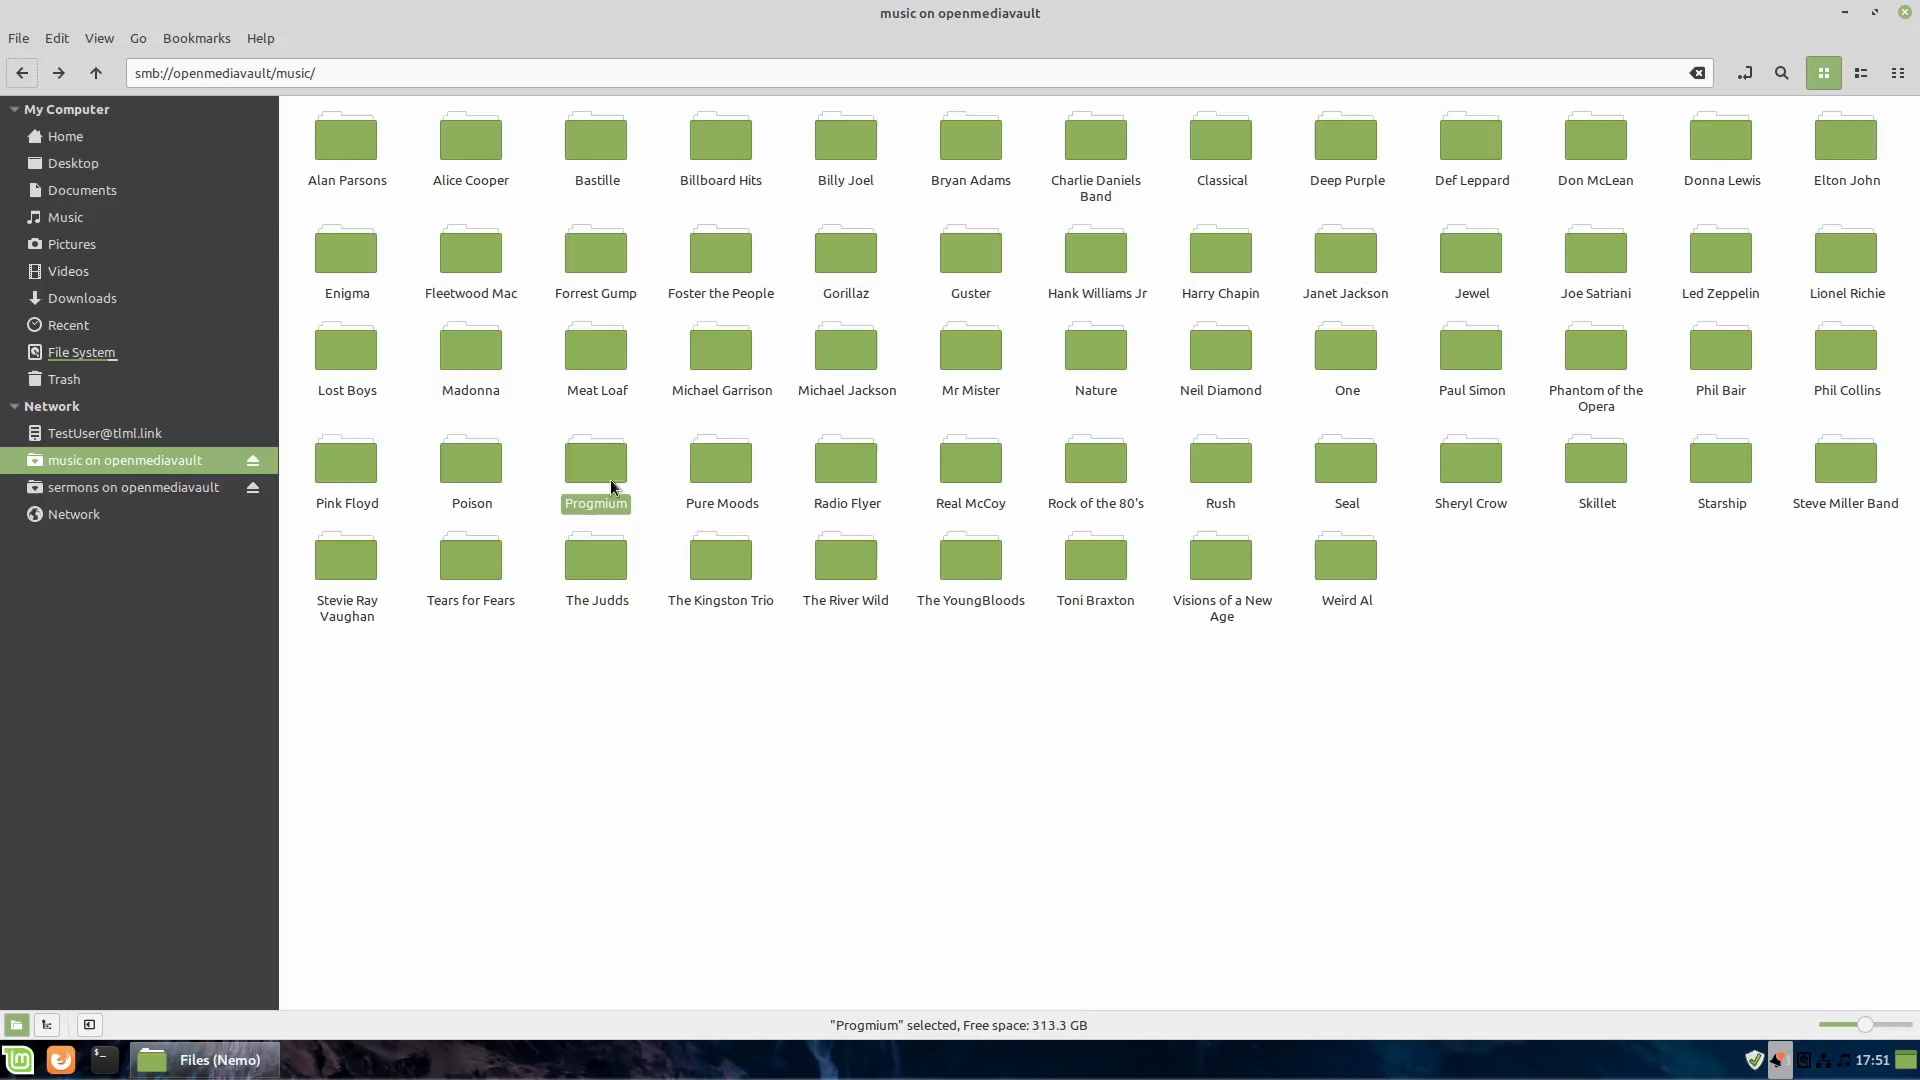 music on openmediavault
File Edit View Go Bookmarks Help
smb://openmediavault/music/
My Computer
Home
Desktop
Documents
Music
Pictures
Videos
Downloads
Recent
File System
Trash
Network
TestUser@tlml.link
music on openmediavault
sermons on openmediavault
Network
Alan Parsons
Alice Cooper
Bastille
Billboard Hits
Billy Joel
Bryan Adams
Charlie Daniels
Band
Classical
Deep Purple
Def Leppard
Don McLean
Donna Lewis
Elton John
Enigma
Fleetwood Mac
Forrest Gump
Foster the People
Gorillaz
Guster
Hank Williams Jr
Harry Chapin
Janet Jackson
Jewel
Joe Satriani
Led Zeppelin
Lionel Richie
Lost Boys
Madonna
Meat Loaf
Michael Garrison
Michael Jackson
Mr Mister
Nature
Neil Diamond
One
Paul Simon
Phantom of the
Opera
Phil Bair
Phil Collins
Pink Floyd
Poison
Progmium
Pure Moods
Radio Flyer
Real McCoy
Rock of the 80's
Rush
Seal
Sheryl Crow
Skillet
Starship
Steve Miller Band
Stevie Ray
Vaughan
Tears for Fears
The Judds
The Kingston Trio
The River Wild
The YoungBloods
Toni Braxton
Visions of a New
Age
Weird Al
"Progmium" selected, Free space: 313.3 GB
Files (Nemo)
17:51